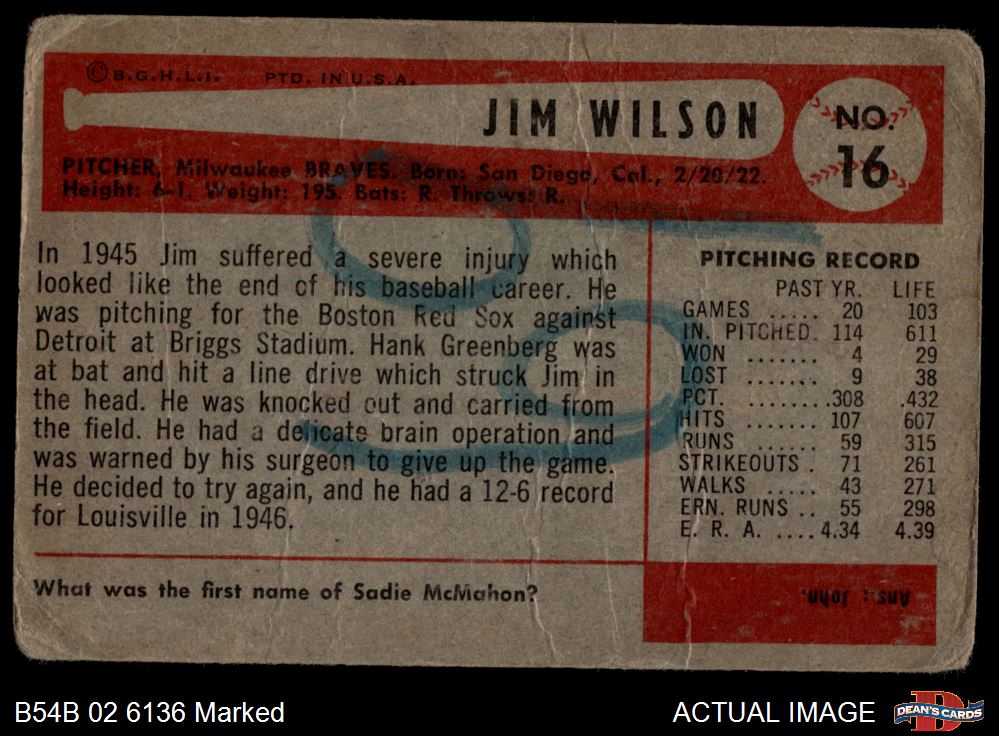 ©B.G.H.L.I. PTD. IN U.S.A.
JIM WILSON
NO.
16
PITCHER, Milwaukee BRAVES. Born: San Diego, Cal., 2/20/22.
Height: 6-1. Weight: 195. Bats: R. Throws: R.
In 1945 Jim suffered a severe injury which
looked like the end of his baseball career. He
was pitching for the Boston Red Sox against
Detroit at Briggs Stadium. Hank Greenberg was
at bat and hit a line drive which struck Jim in
the head. He was knocked out and carried from
the field. He had a delicate brain operation and
was warned by his surgeon to give up the game.
He decided to try again, and he had a 12-6 record
for Louisville in 1946.
PITCHING RECORD
PAST YR. LIFE
GAMES ..... 20 103
IN. PITCHED. 114 611
WON ....... 4 29
LOST ....... 9 38
PCT. ........ .308 .432
HITS ....... 107 607
RUNS ...... 59 315
STRIKEOUTS . 71 261
WALKS ..... 43 271
ERN. RUNS .. 55 298
E. R. A. .... 4.34 4.39
What was the first name of Sadie McMahon?
Ans: John.
B54B 02 6136 Marked
ACTUAL IMAGE
DEAN'S CARDS